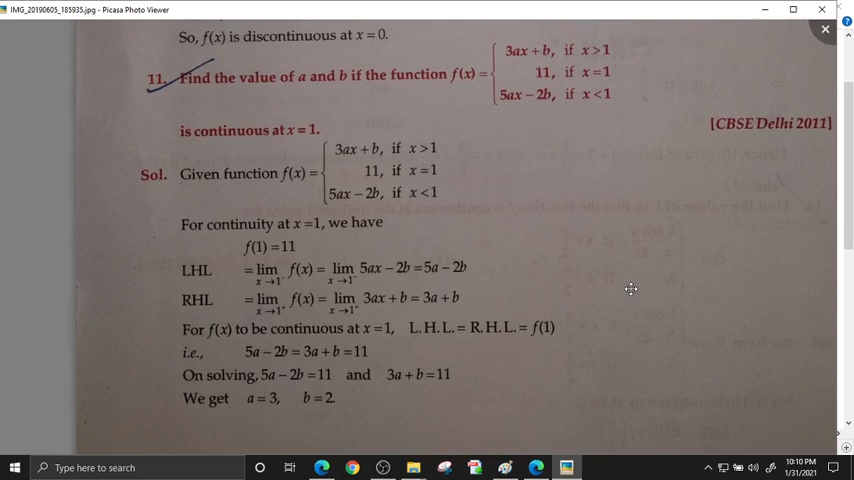 IMG_20190605_185935.jpg - Picasa Photo Viewer
So, f(x) is discontinuous at x = 0.
11. Find the value of a and b if the function f(x) = { 3ax + b, if x > 1
11, if x = 1
5ax − 2b, if x < 1
is continuous at x = 1.
[CBSE Delhi 2011]
Sol. Given function f(x) = { 3ax + b, if x > 1
11, if x = 1
5ax − 2b, if x < 1
For continuity at x = 1, we have
f(1) = 11
LHL = lim x→1⁻ f(x) = lim x→1⁻ 5ax − 2b = 5a − 2b
RHL = lim x→1⁺ f(x) = lim x→1⁺ 3ax + b = 3a + b
For f(x) to be continuous at x = 1, L.H.L. = R.H.L. = f(1)
i.e., 5a − 2b = 3a + b = 11
On solving, 5a − 2b = 11 and 3a + b = 11
We get a = 3, b = 2.
Type here to search
10:10 PM
1/31/2021